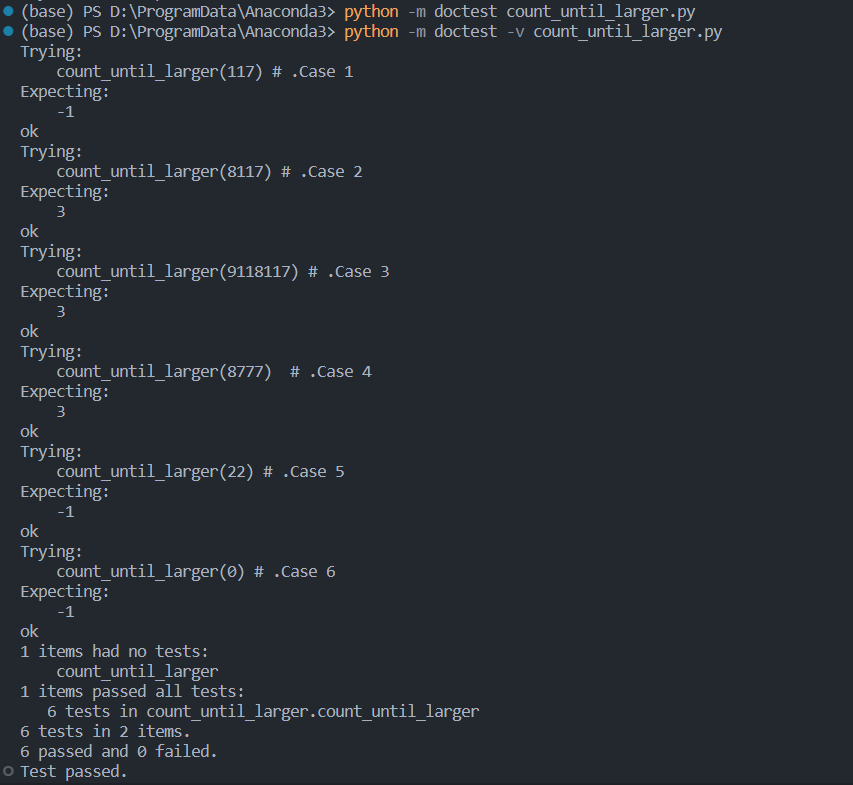 (base) PS D:\ProgramData\Anaconda3> python -m doctest count_until_larger.py
(base) PS D:\ProgramData\Anaconda3> python -m doctest -v count_until_larger.py
Trying:
    count_until_larger(117) # .Case 1
Expecting:
    -1
ok
Trying:
    count_until_larger(8117) # .Case 2
Expecting:
    3
ok
Trying:
    count_until_larger(9118117) # .Case 3
Expecting:
    3
ok
Trying:
    count_until_larger(8777)  # .Case 4
Expecting:
    3
ok
Trying:
    count_until_larger(22) # .Case 5
Expecting:
    -1
ok
Trying:
    count_until_larger(0) # .Case 6
Expecting:
    -1
ok
1 items had no tests:
    count_until_larger
1 items passed all tests:
   6 tests in count_until_larger.count_until_larger
6 tests in 2 items.
6 passed and 0 failed.
Test passed.